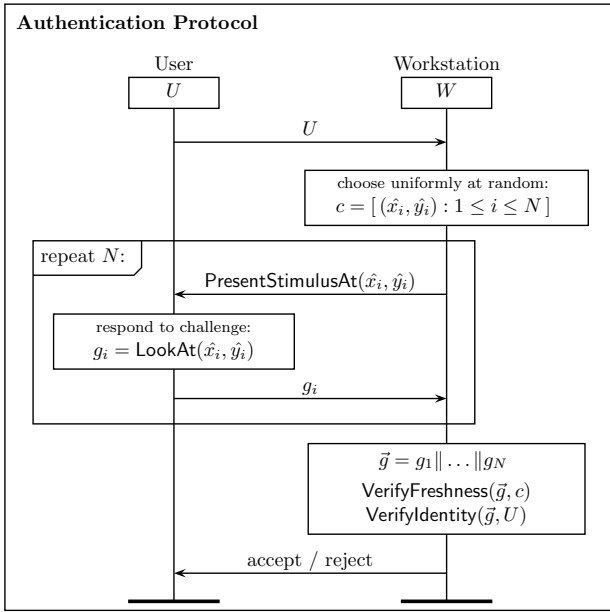 Authentication Protocol
User Workstation
U W
U
choose uniformly at random:
c = [ (x̂ᵢ, ŷᵢ) : 1 ≤ i ≤ N ]
repeat N:
PresentStimulusAt(x̂ᵢ, ŷᵢ)
respond to challenge:
gᵢ = LookAt(x̂ᵢ, ŷᵢ)
gᵢ
g⃗ = g₁‖ … ‖g_N
VerifyFreshness(g⃗, c)
VerifyIdentity(g⃗, U)
accept / reject